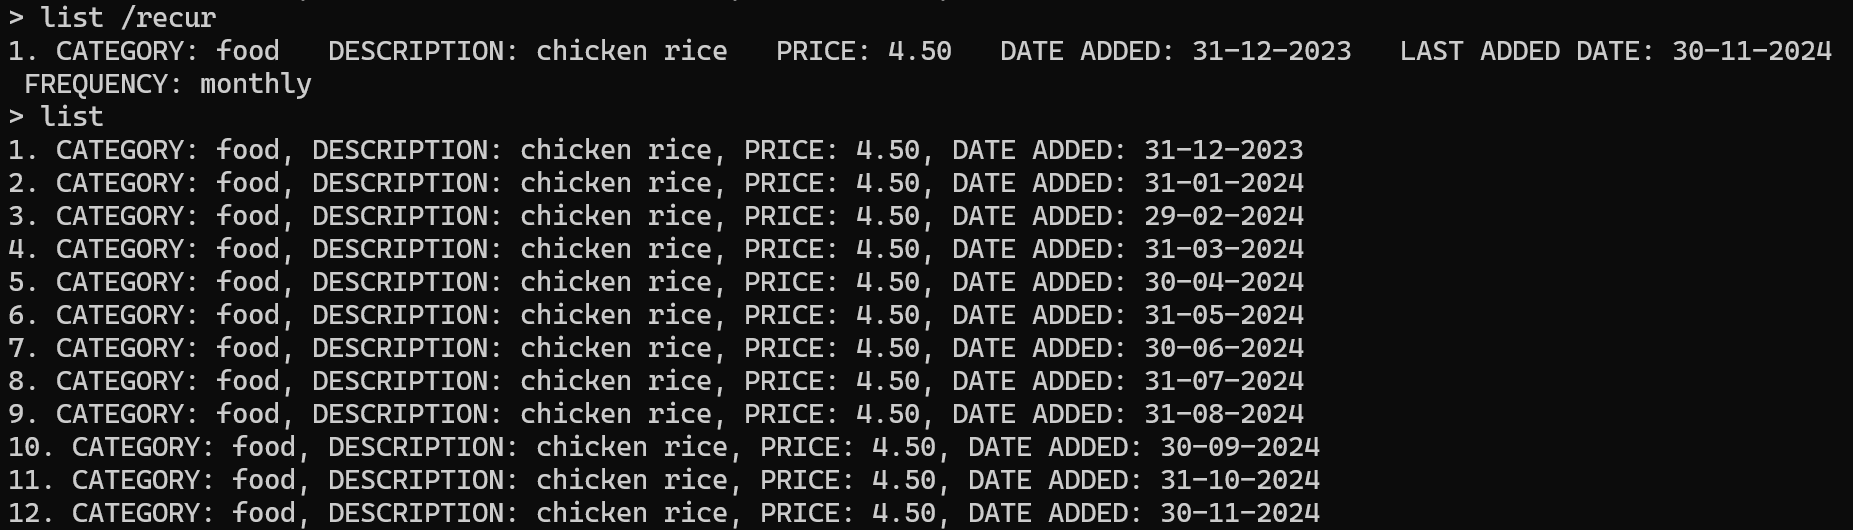 > list /recur
1. CATEGORY: food   DESCRIPTION: chicken rice   PRICE: 4.50   DATE ADDED: 31-12-2023   LAST ADDED DATE: 30-11-2024
 FREQUENCY: monthly
> list
1. CATEGORY: food, DESCRIPTION: chicken rice, PRICE: 4.50, DATE ADDED: 31-12-2023
2. CATEGORY: food, DESCRIPTION: chicken rice, PRICE: 4.50, DATE ADDED: 31-01-2024
3. CATEGORY: food, DESCRIPTION: chicken rice, PRICE: 4.50, DATE ADDED: 29-02-2024
4. CATEGORY: food, DESCRIPTION: chicken rice, PRICE: 4.50, DATE ADDED: 31-03-2024
5. CATEGORY: food, DESCRIPTION: chicken rice, PRICE: 4.50, DATE ADDED: 30-04-2024
6. CATEGORY: food, DESCRIPTION: chicken rice, PRICE: 4.50, DATE ADDED: 31-05-2024
7. CATEGORY: food, DESCRIPTION: chicken rice, PRICE: 4.50, DATE ADDED: 30-06-2024
8. CATEGORY: food, DESCRIPTION: chicken rice, PRICE: 4.50, DATE ADDED: 31-07-2024
9. CATEGORY: food, DESCRIPTION: chicken rice, PRICE: 4.50, DATE ADDED: 31-08-2024
10. CATEGORY: food, DESCRIPTION: chicken rice, PRICE: 4.50, DATE ADDED: 30-09-2024
11. CATEGORY: food, DESCRIPTION: chicken rice, PRICE: 4.50, DATE ADDED: 31-10-2024
12. CATEGORY: food, DESCRIPTION: chicken rice, PRICE: 4.50, DATE ADDED: 30-11-2024